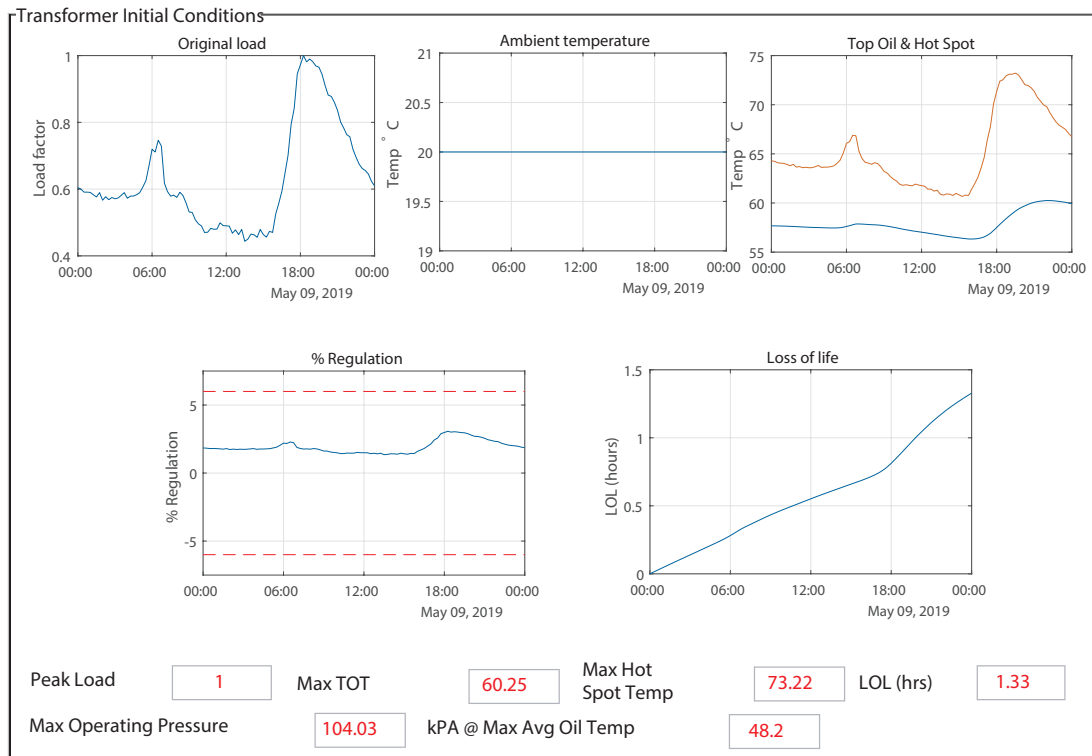 Transformer Initial Conditions
Original load
Load factor
1
0.8
0.6
0.4
00:00 06:00 12:00 18:00 00:00
May 09, 2019
Ambient temperature
Temp ° C
21
20.5
20
19.5
19
00:00 06:00 12:00 18:00 00:00
May 09, 2019
Top Oil & Hot Spot
Temp ° C
75
70
65
60
55
00:00 06:00 12:00 18:00 00:00
May 09, 2019
% Regulation
% Regulation
5
0
-5
00:00 06:00 12:00 18:00 00:00
May 09, 2019
Loss of life
LOL (hours)
1.5
1
0.5
0
00:00 06:00 12:00 18:00 00:00
May 09, 2019
Peak Load 1
Max TOT 60.25
Max Hot
Spot Temp 73.22
LOL (hrs) 1.33
Max Operating Pressure 104.03
kPA @ Max Avg Oil Temp 48.2